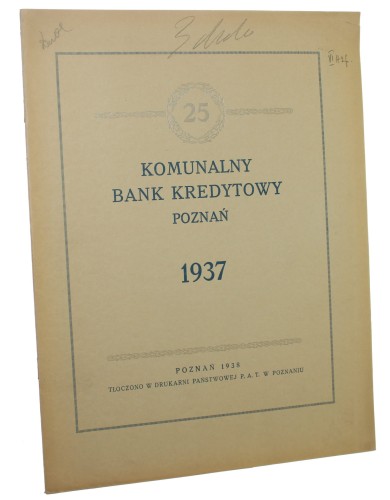 25
KOMUNALNY
BANK KREDYTOWY
POZNAŃ
1937
POZNAŃ 1938
TŁOCZONO W DRUKARNI PAŃSTWOWEJ P. A. T. W POZNANIU